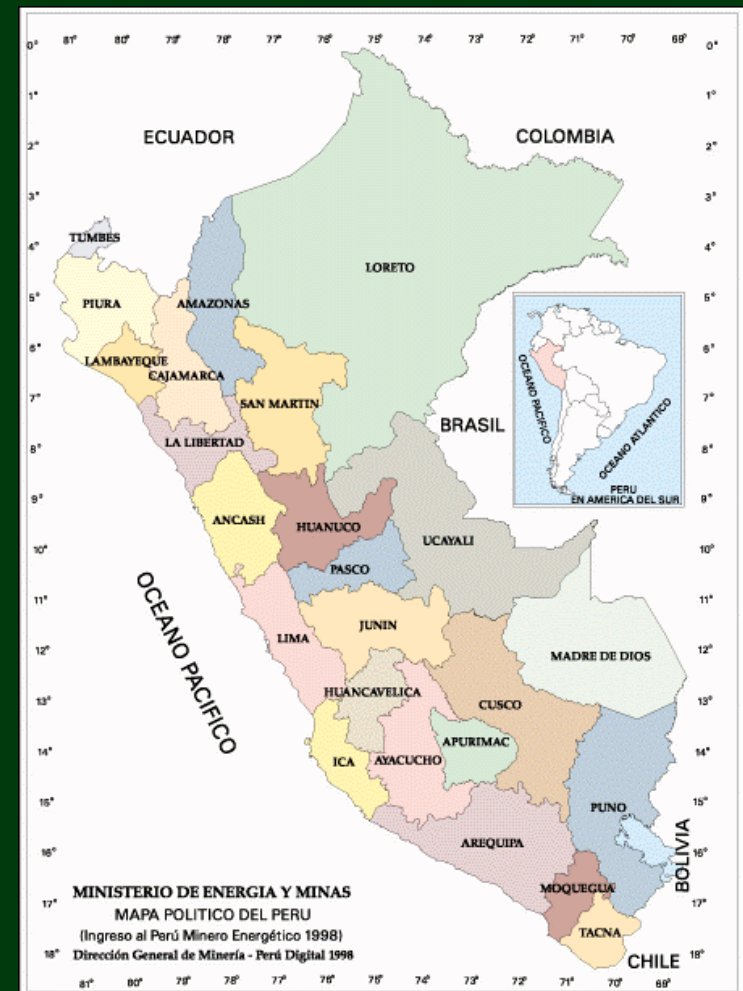 81° 80° 79° 78° 77° 76° 75° 74° 73° 72° 71° 70° 69°
0° 0°
1° 1°
ECUADOR COLOMBIA
2° 2°
3° 3°
TUMBES
4° 4°
LORETO
PIURA AMAZONAS
5° 5°
LAMBAYEQUE
6° 6°
CAJAMARCA
OCEANO PACIFICO
OCEANO ATLANTICO
PERU
EN AMERICA DEL SUR
SAN MARTIN
7° 7°
BRASIL
LA LIBERTAD
8° 8°
9° 9°
ANCASH HUANUCO
UCAYALI
10° 10°
PASCO
OCEANO PACIFICO
11° 11°
LIMA JUNIN
12° 12°
MADRE DE DIOS
HUANCAVELICA
CUSCO
13° 13°
APURIMAC
ICA AYACUCHO
14° 14°
15° 15°
PUNO
AREQUIPA
BOLIVIA
16° 16°
MOQUEGUA
17° 17°
TACNA
MINISTERIO DE ENERGIA Y MINAS
MAPA POLITICO DEL PERU
(Ingreso al Perú Minero Energético 1998)
Dirección General de Minería - Perú Digital 1998
18° 18°
CHILE
81° 80° 79° 78° 77° 76° 75° 74° 73° 72° 71° 70° 69°